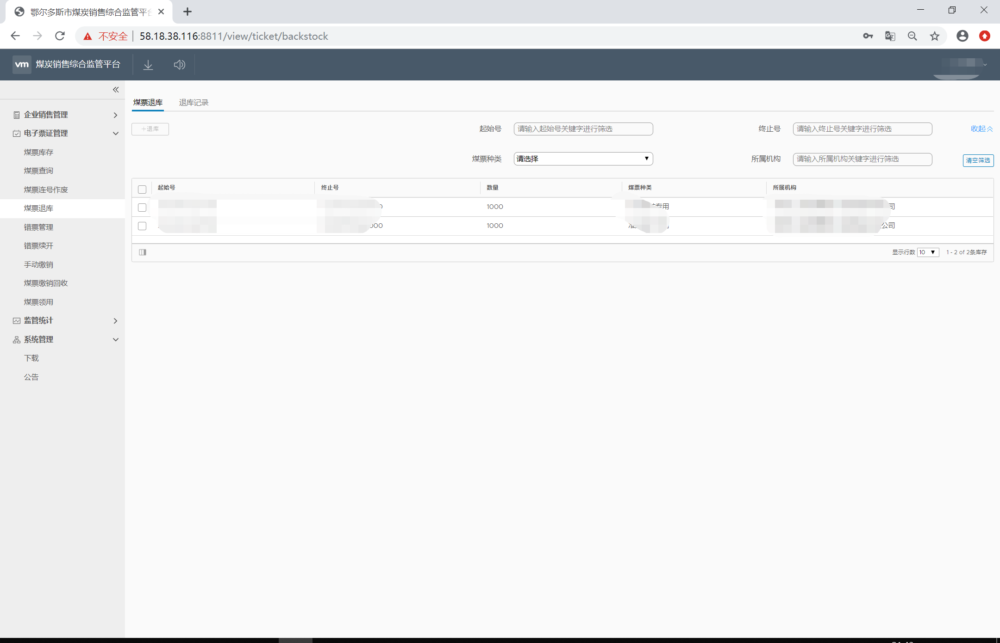 鄂尔多斯市煤炭销售综合监管平台
不安全 58.18.38.116:8811/view/ticket/backstock
vm 煤炭销售综合监管平台
企业销售管理
电子票证管理
煤票库存
煤票查询
煤票连号作废
煤票退库
错票管理
错票续开
手动缴销
煤票缴销回收
煤票领用
监管统计
系统管理
下载
公告
煤票退库 退库记录
+退库 起始号 请输入起始号关键字进行筛选 终止号 请输入终止号关键字进行筛选 收起
煤票种类 请选择 所属机构 请输入所属机构关键字进行筛选 清空筛选
起始号 终止号 数量 煤票种类 所属机构
1000 专用 司
000 1000 公司
显示行数 10 1 - 2 of 2条库存